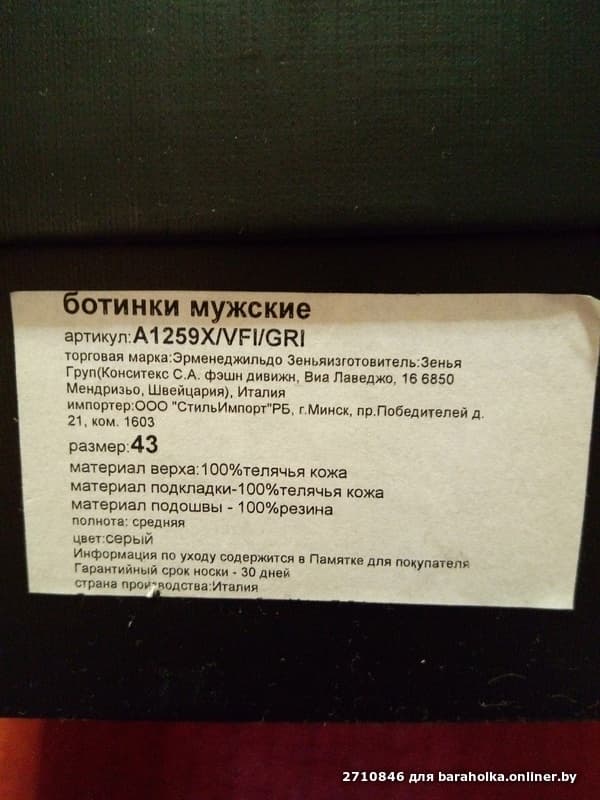 ботинки мужские
артикул:A1259X/VFI/GRI
торговая марка:Эрменеджильдо Зеньяизготовитель:Зенья
Груп(Конситекс С.А. фэшн дивижн, Виа Лаведжо, 16 6850
Мендризьо, Швейцария), Италия
импортер:ООО "СтильИмпорт"РБ, г.Минск, пр.Победителей д.
21, ком. 1603
размер:43
материал верха:100%телячья кожа
материал подкладки-100%телячья кожа
материал подошвы - 100%резина
полнота: средняя
цвет:серый
Информация по уходу содержится в Памятке для покупателя
Гарантийный срок носки - 30 дней
страна производства:Италия
2710846 для baraholka.onliner.by